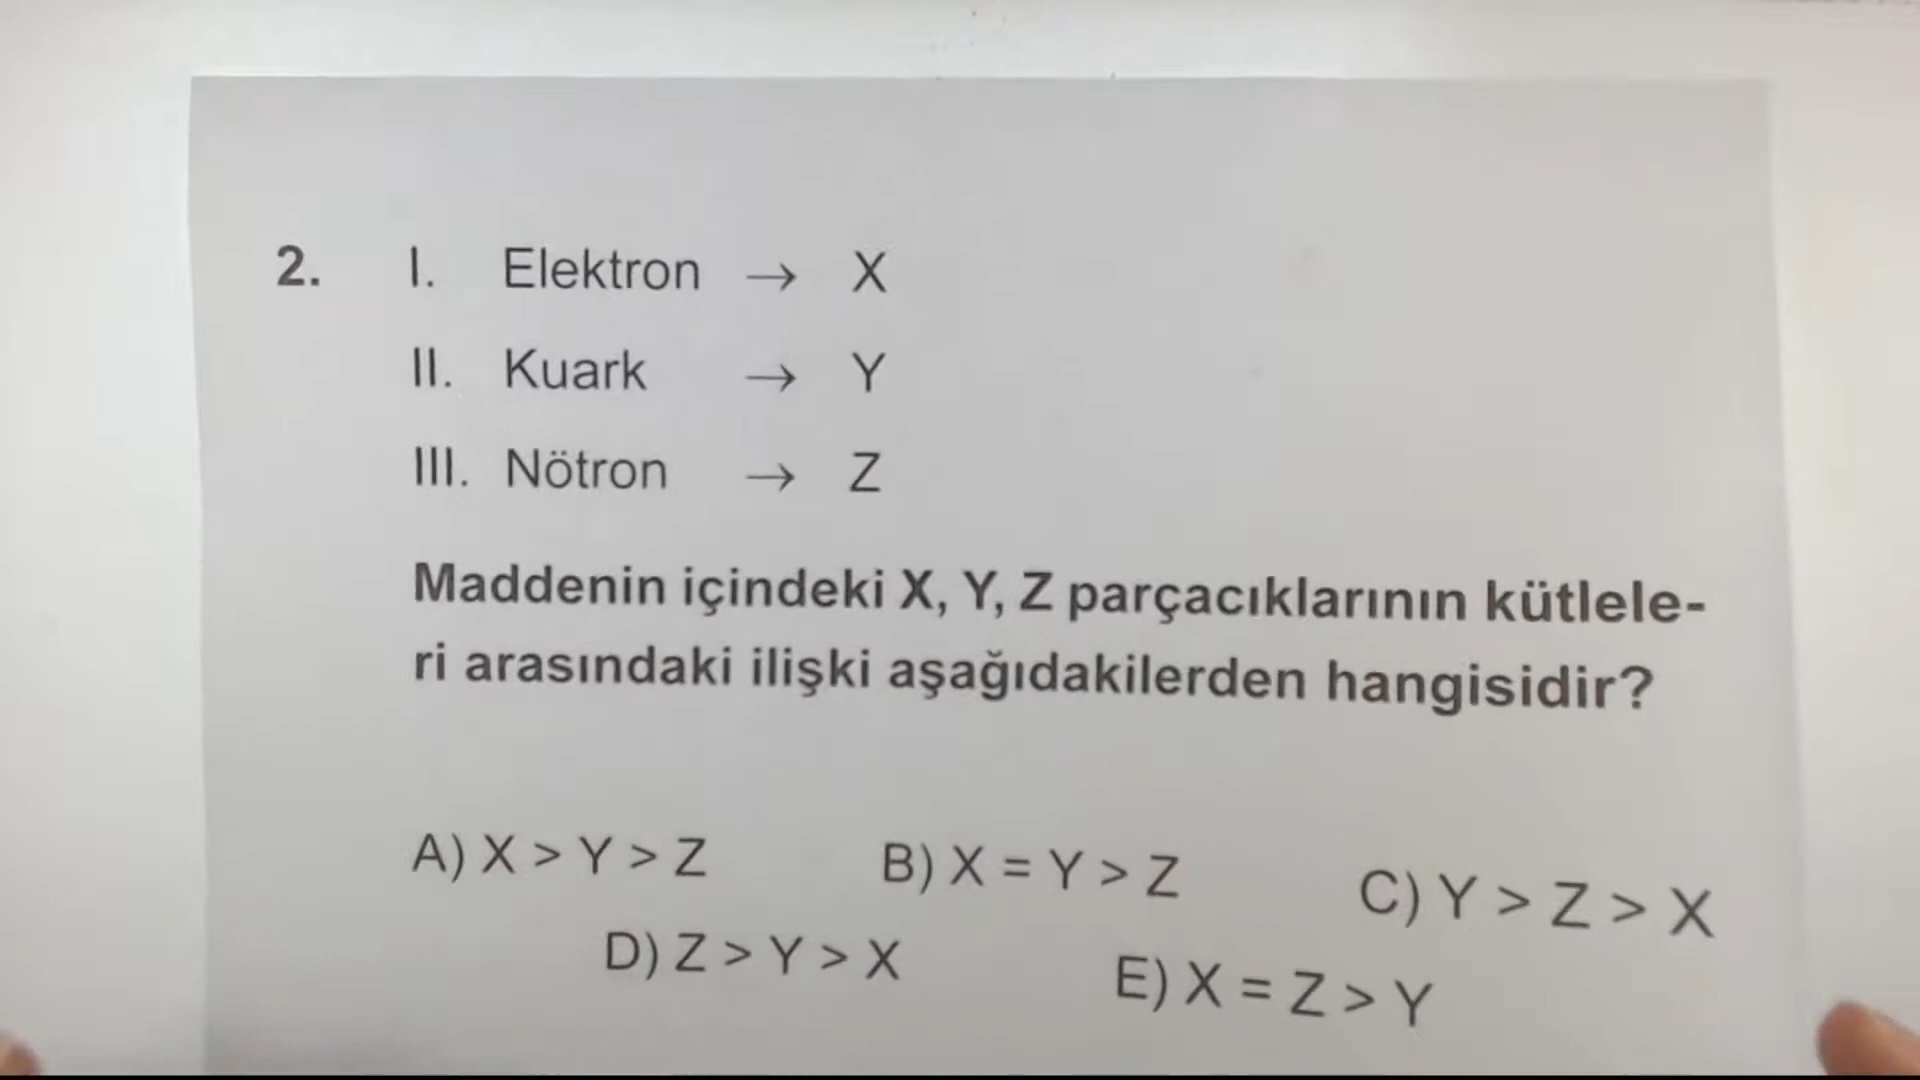 2. I. Elektron → X
II. Kuark → Y
III. Nötron → Z
Maddenin içindeki X, Y, Z parçacıklarının kütlele-
ri arasındaki ilişki aşağıdakilerden hangisidir?
A) X > Y > Z B) X = Y > Z C) Y > Z > X
D) Z > Y > X E) X = Z > Y